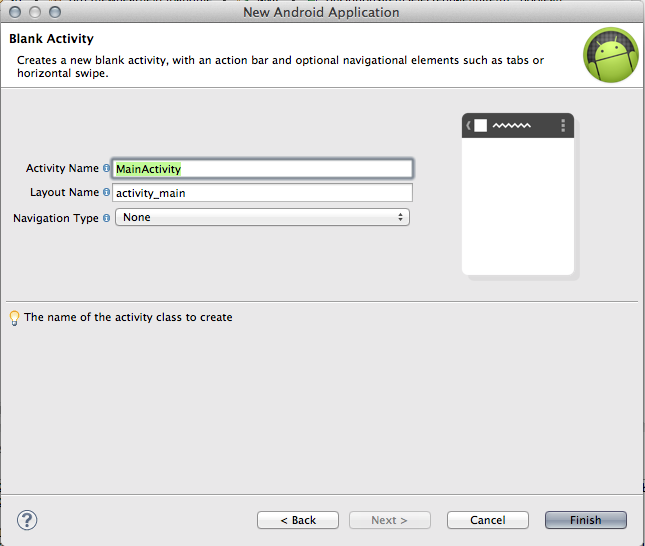 New Android Application
Blank Activity
Creates a new blank activity, with an action bar and optional navigational elements such as tabs or
horizontal swipe.
Activity Name MainActivity
Layout Name activity_main
Navigation Type None
The name of the activity class to create
? < Back Next > Cancel Finish